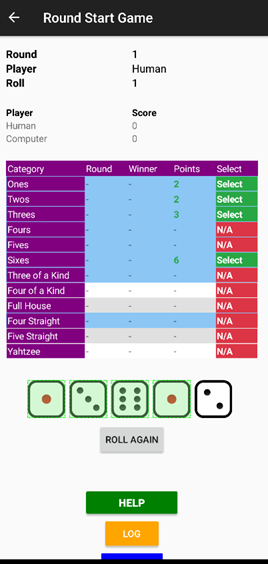 Round Start Game
Round 1
Player Human
Roll 1
Player Score
Human 0
Computer 0
Category Round Winner Points Select
Ones - - 2 Select
Twos - - 2 Select
Threes - - 3 Select
Fours - - - N/A
Fives - - - N/A
Sixes - - 6 Select
Three of a Kind - - - N/A
Four of a Kind - - - N/A
Full House - - - N/A
Four Straight - - - N/A
Five Straight - - - N/A
Yahtzee - - - N/A
ROLL AGAIN
HELP
LOG